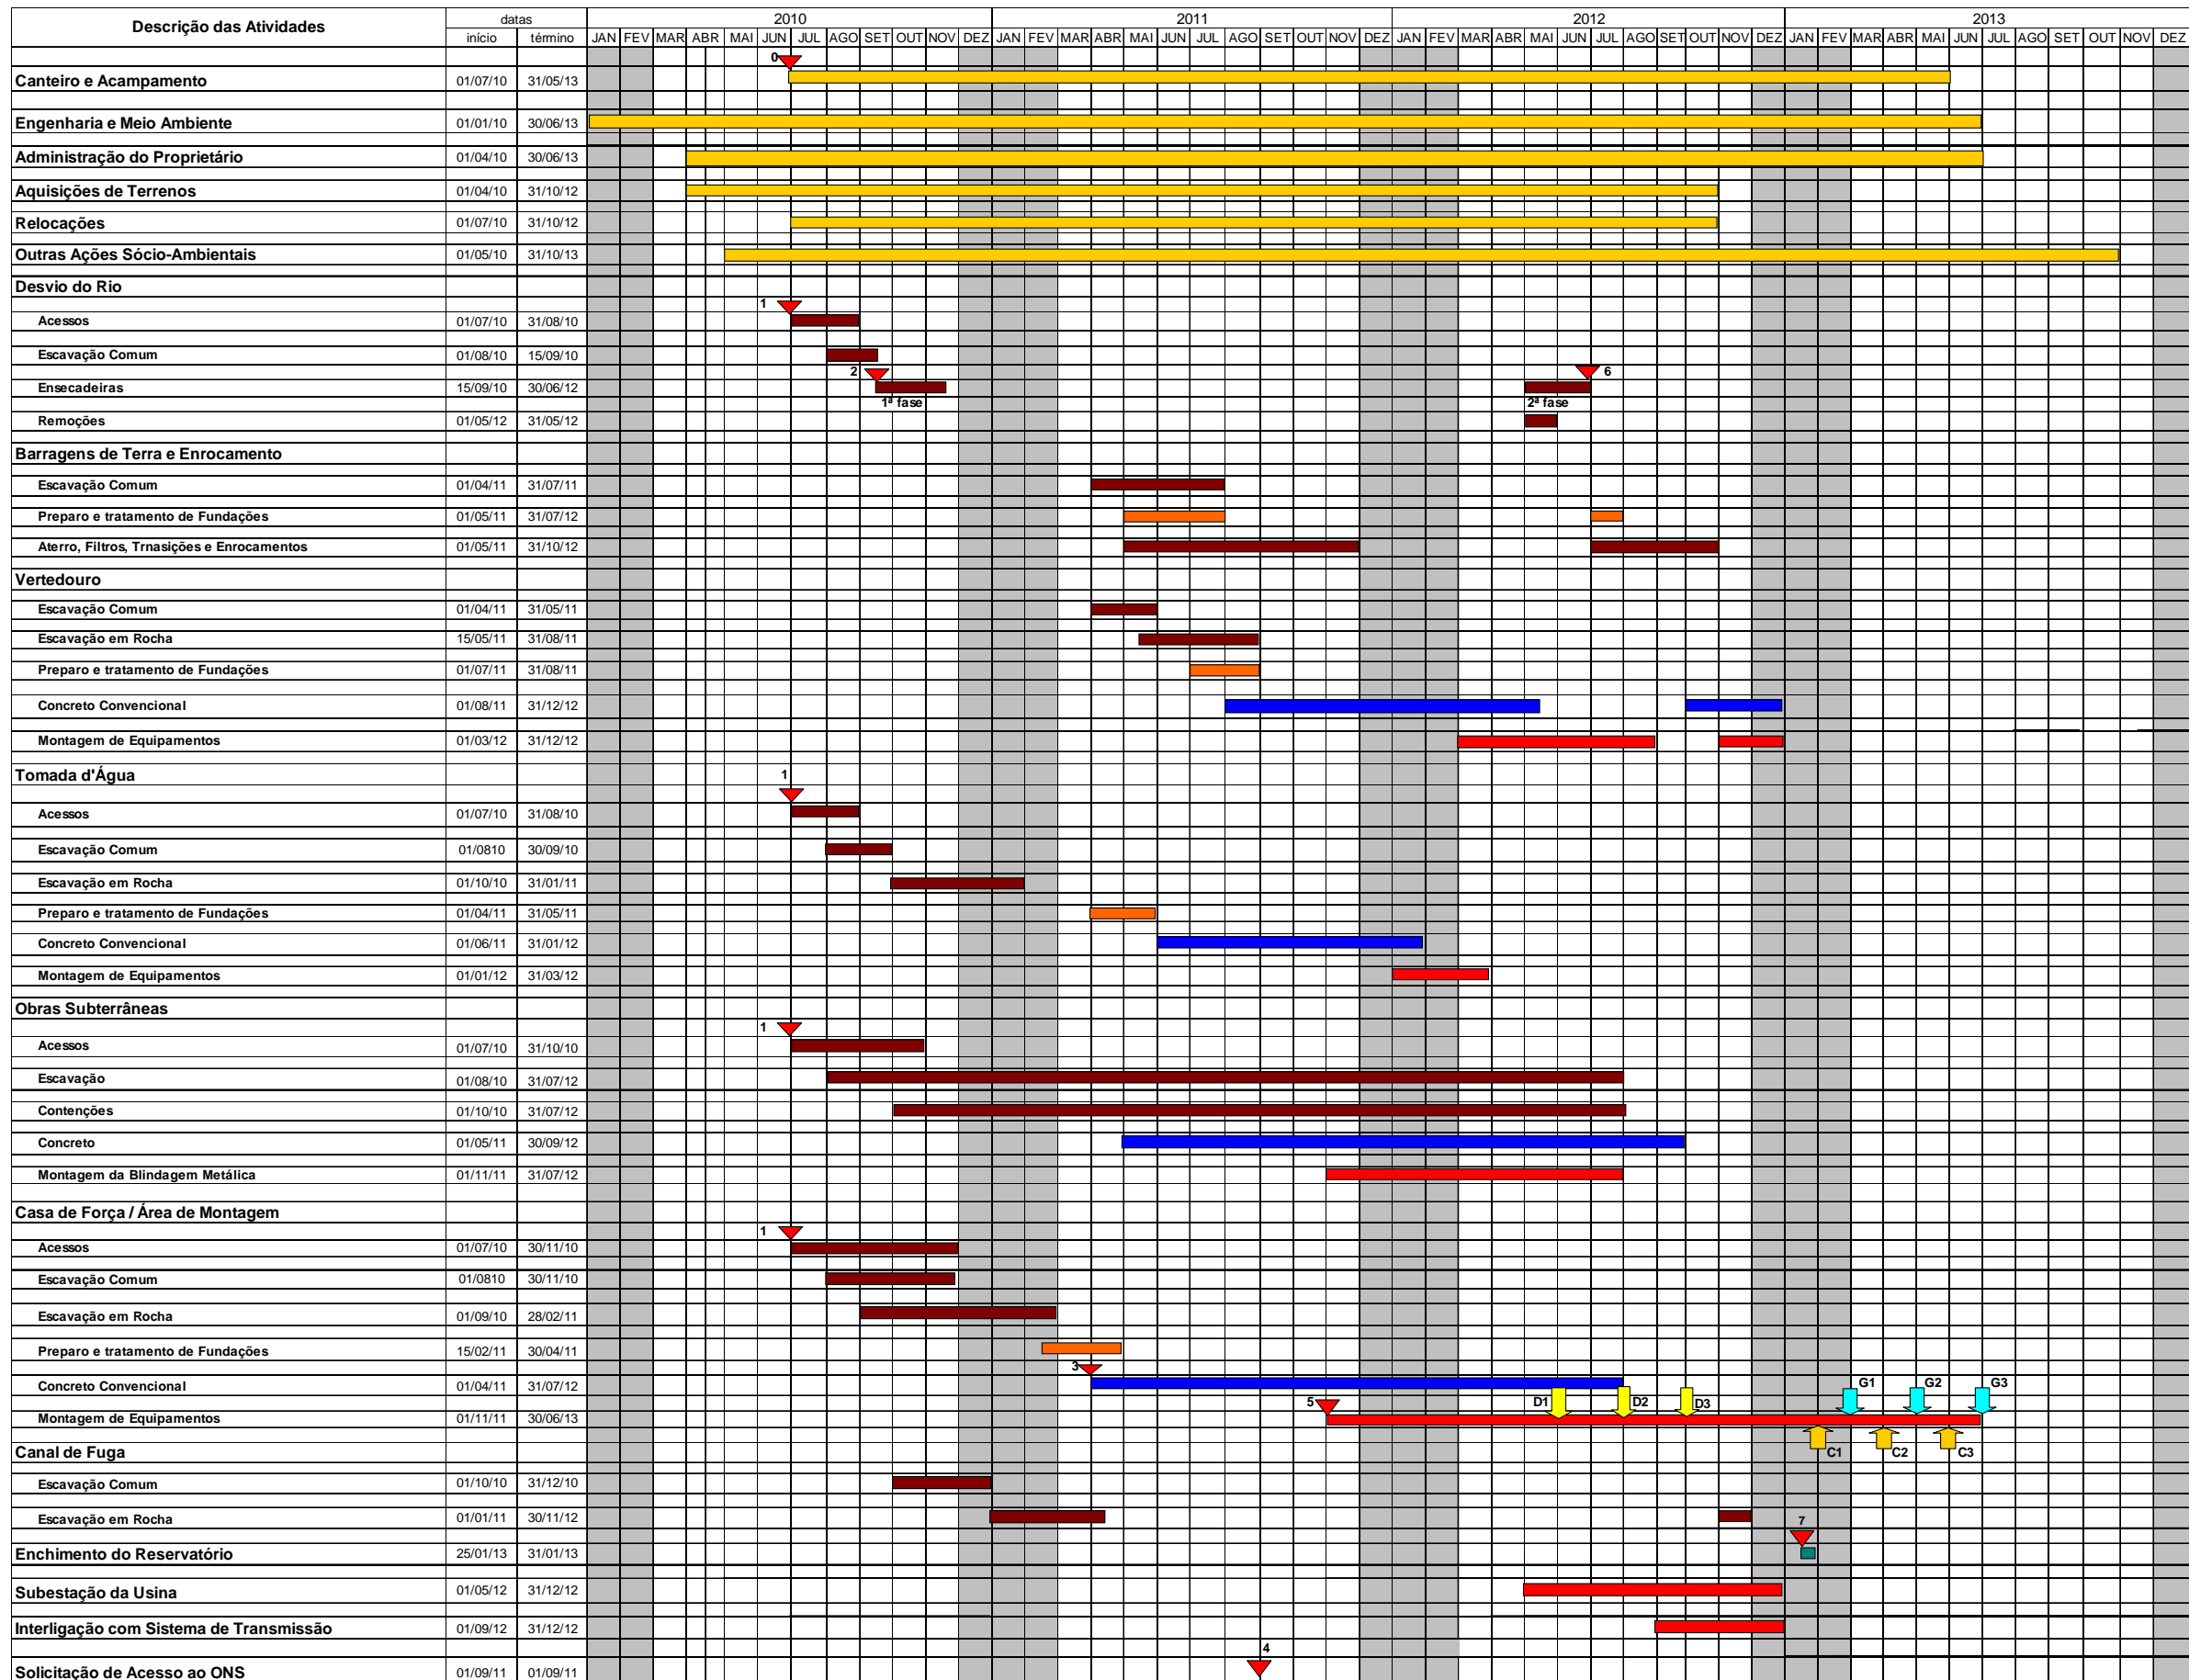 Descrição das Atividades datas 2010 2011 2012 2013
início término JAN FEV MAR ABR MAI JUN JUL AGO SET OUT NOV DEZ JAN FEV MAR ABR MAI JUN JUL AGO SET OUT NOV DEZ JAN FEV MAR ABR MAI JUN JUL AGO SET OUT NOV DEZ JAN FEV MAR ABR MAI JUN JUL AGO SET OUT NOV DEZ
0
Canteiro e Acampamento 01/07/10 31/05/13
Engenharia e Meio Ambiente 01/01/10 30/06/13
Administração do Proprietário 01/04/10 30/06/13
Aquisições de Terrenos 01/04/10 31/10/12
Relocações 01/07/10 31/10/12
Outras Ações Sócio-Ambientais 01/05/10 31/10/13
Desvio do Rio
1
Acessos 01/07/10 31/08/10
Escavação Comum 01/08/10 15/09/10
2 6
Ensecadeiras 15/09/10 30/06/12
1ª fase 2ª fase
Remoções 01/05/12 31/05/12
Barragens de Terra e Enrocamento
Escavação Comum 01/04/11 31/07/11
Preparo e tratamento de Fundações 01/05/11 31/07/12
Aterro, Filtros, Trnasições e Enrocamentos 01/05/11 31/10/12
Vertedouro
Escavação Comum 01/04/11 31/05/11
Escavação em Rocha 15/05/11 31/08/11
Preparo e tratamento de Fundações 01/07/11 31/08/11
Concreto Convencional 01/08/11 31/12/12
Montagem de Equipamentos 01/03/12 31/12/12
Tomada d'Água 1
Acessos 01/07/10 31/08/10
Escavação Comum 01/0810 30/09/10
Escavação em Rocha 01/10/10 31/01/11
Preparo e tratamento de Fundações 01/04/11 31/05/11
Concreto Convencional 01/06/11 31/01/12
Montagem de Equipamentos 01/01/12 31/03/12
Obras Subterrâneas
1
Acessos 01/07/10 31/10/10
Escavação 01/08/10 31/07/12
Contenções 01/10/10 31/07/12
Concreto 01/05/11 30/09/12
Montagem da Blindagem Metálica 01/11/11 31/07/12
Casa de Força / Área de Montagem
1
Acessos 01/07/10 30/11/10
Escavação Comum 01/0810 30/11/10
Escavação em Rocha 01/09/10 28/02/11
Preparo e tratamento de Fundações 15/02/11 30/04/11
3
Concreto Convencional 01/04/11 31/07/12 G1 G2 G3
5 D1 D2 D3
Montagem de Equipamentos 01/11/11 30/06/13
Canal de Fuga C1 C2 C3
Escavação Comum 01/10/10 31/12/10
Escavação em Rocha 01/01/11 30/11/12
7
Enchimento do Reservatório 25/01/13 31/01/13
Subestação da Usina 01/05/12 31/12/12
Interligação com Sistema de Transmissão 01/09/12 31/12/12
4
Solicitação de Acesso ao ONS 01/09/11 01/09/11